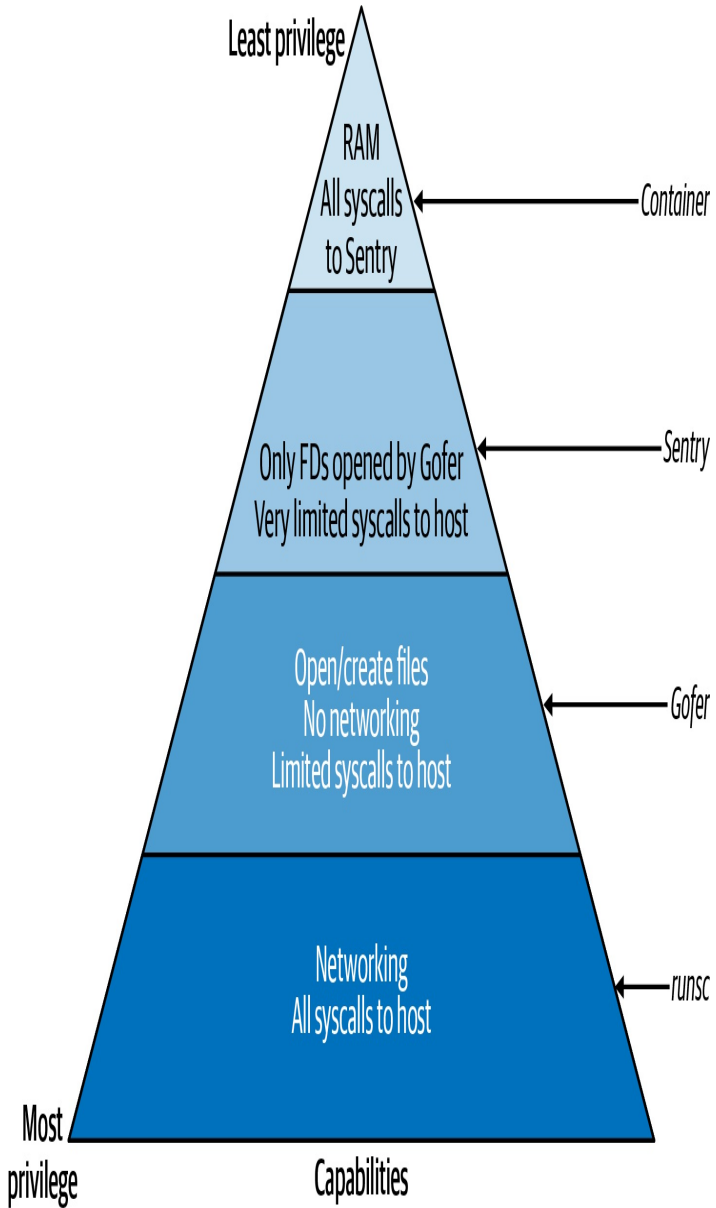 Least privilege
RAM
All syscalls
to Sentry
Container
Only FDs opened by Gofer
Very limited syscalls to host
Sentry
Open/create files
No networking
Limited syscalls to host
Gofer
Networking
All syscalls to host
runsc
Most
privilege
Capabilities